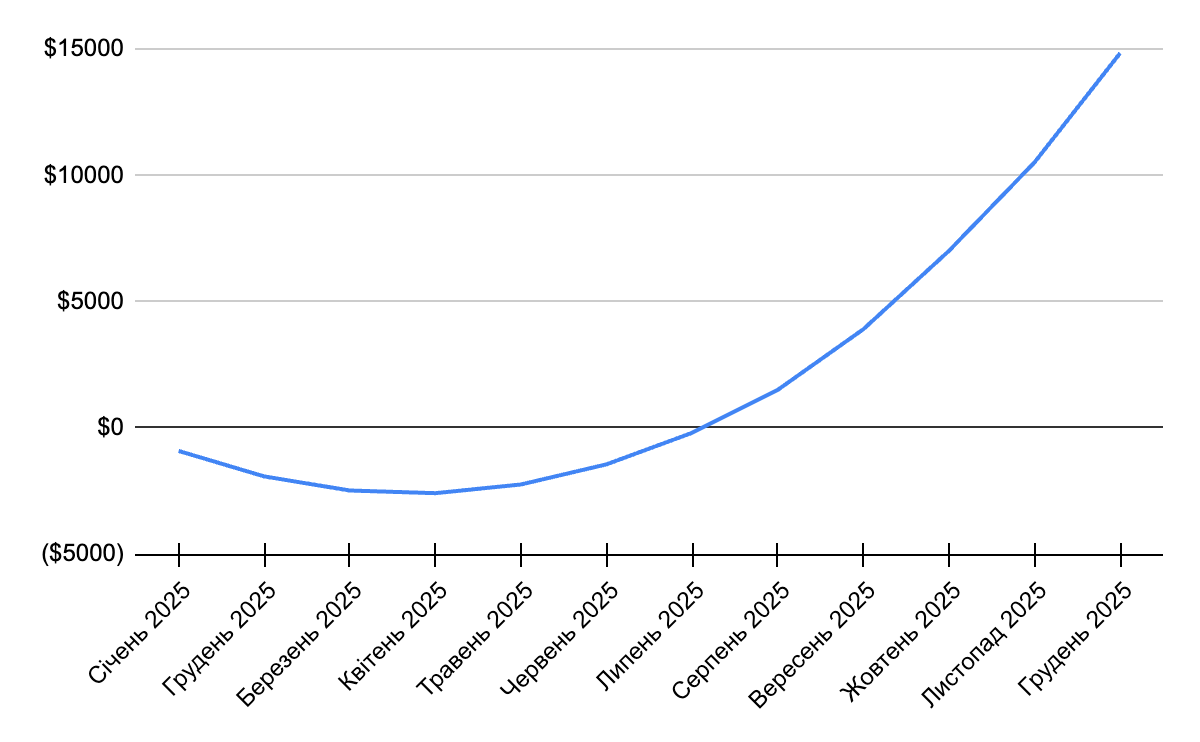 $15000
$10000
$5000
$0
($5000)
Січень 2025
Грудень 2025
Березень 2025
Квітень 2025
Травень 2025
Червень 2025
Липень 2025
Серпень 2025
Вересень 2025
Жовтень 2025
Листопад 2025
Грудень 2025